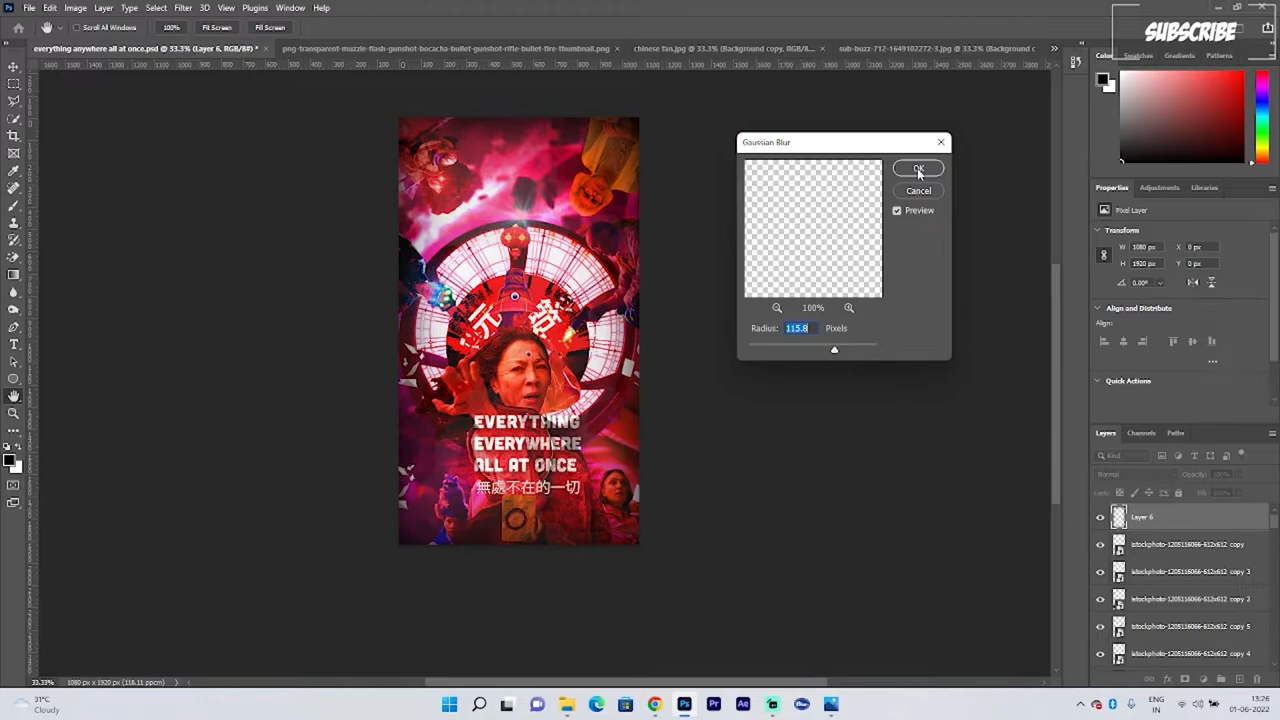 File Edit Image Layer Type Select Filter 3D View Plugins Window Help
SUBSCRIBE
Scroll All Windows 100% Fit Screen Fill Screen
everything anywhere all at once.psd @ 33.3% (Layer 6, RGB/8#) *
png-transparent-muzzle-flash-gunshot-bocacha-bullet-gunshot-rifle-bullet-fire-thumbnail.png
chinese fan.jpg @ 33.3% (Background copy, RGB/8...
sub-buzz-712-1649102272-3.jpg @ 33.3% (Background c
Swatches Gradients Patterns
Gaussian Blur
OK
Cancel
Preview
100%
Radius: 115.8 Pixels
EVERYTHING
EVERYWHERE
ALL AT ONCE
無處不在的一切
Properties Adjustments Libraries
Pixel Layer
Transform
W 1080 px X 0 px
H 1920 px Y 0 px
0.00°
Align and Distribute
Align:
Quick Actions
Layers Channels Paths
Kind
Normal Opacity: 100%
Lock: Fill: 100%
Layer 6
istockphoto-1205116066-612x612 copy
istockphoto-1205116066-612x612 copy 3
istockphoto-1205116066-612x612 copy 2
istockphoto-1205116066-612x612 copy 5
istockphoto-1205116066-612x612 copy 4
33.33% 1080 px x 1920 px (118.11 ppcm)
31°C
Cloudy
ENG
IN
13:26
01-06-2022